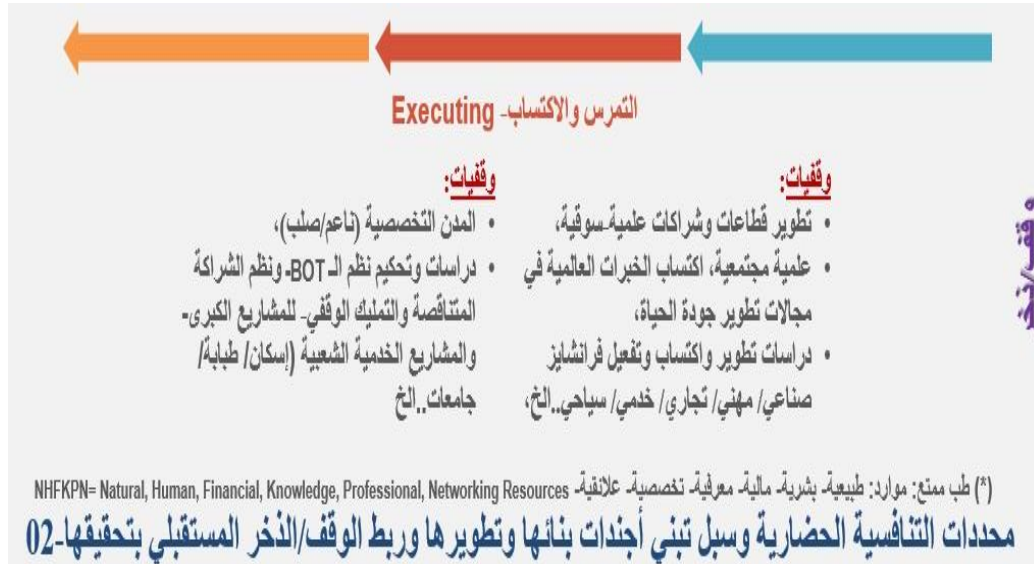 التمرس والاكتساب- Executing
وقفيات:
• تطوير قطاعات وشراكات علمية-سوقية،
• علمية مجتمعية، اكتساب الخبرات العالمية في
مجالات تطوير جودة الحياة،
• دراسات تطوير واكتساب وتفعيل فرانشايز
صناعي/ مهني/ تجاري/ خدمي/ سياحي..الخ،
وقفيات:
• المدن التخصصية (ناعم/صلب)،
• دراسات وتحكيم نظم الـ BOT- ونظم الشراكة
المتناقصة والتمليك الوقفي- للمشاريع الكبرى-
والمشاريع الخدمية الشعبية (إسكان/ طبابة/
جامعات..الخ
(*) طب ممتع: موارد: طبيعية- بشرية- مالية- معرفية- تخصصية- علائقية- NHFKPN= Natural, Human, Financial, Knowledge, Professional, Networking Resources
محددات التنافسية الحضارية وسبل تبني أجندات بنائها وتطويرها وربط الوقف/الذخر المستقبلي بتحقيقها-02